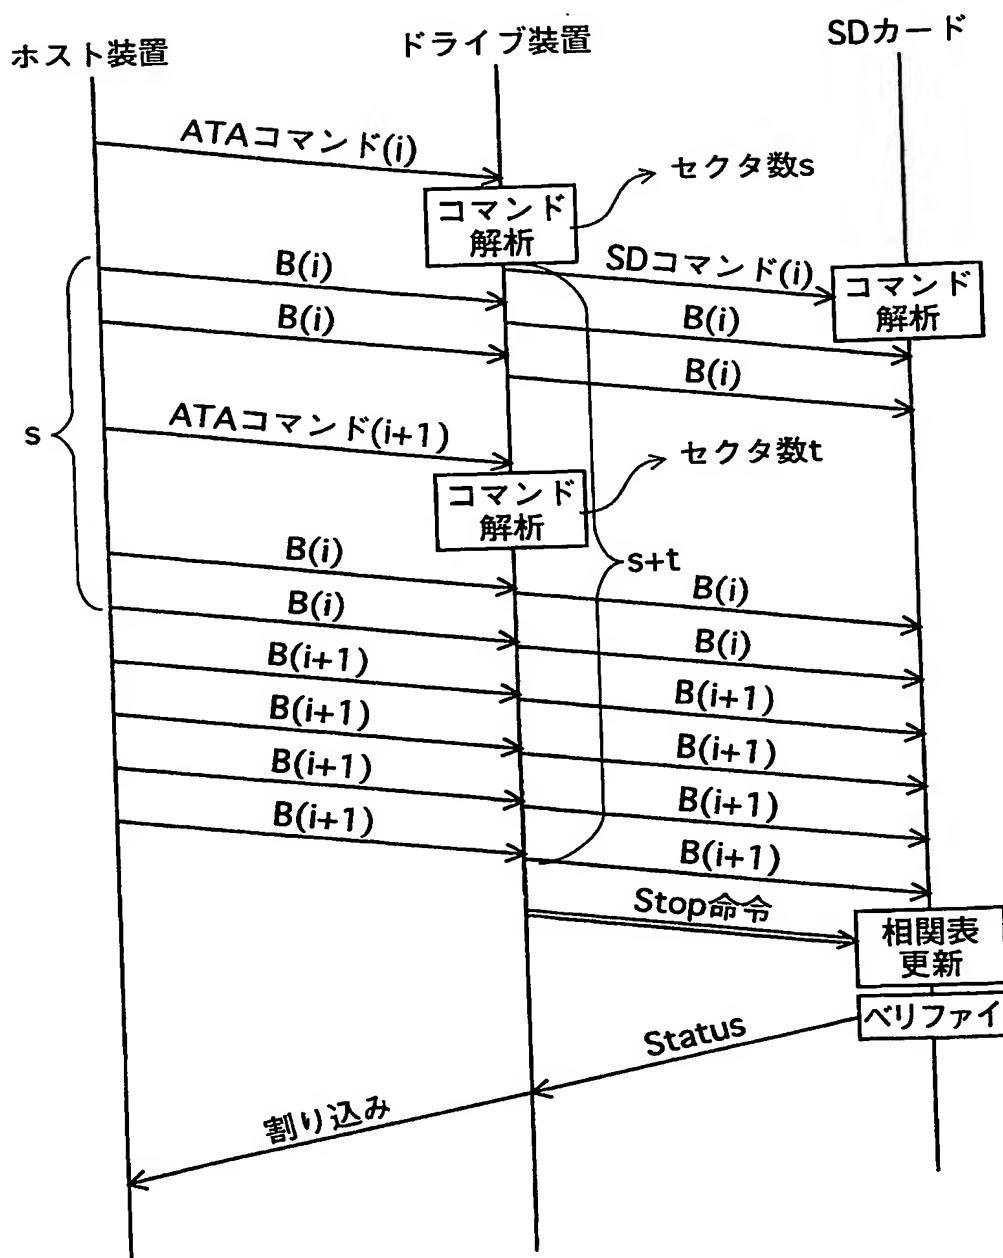 ホスト装置
ドライブ装置
SDカード
ATAコマンド(i)
セクタ数s
コマンド
解析
B(i)
SDコマンド(i)
コマンド
解析
B(i)
B(i)
B(i)
s
ATAコマンド(i+1)
セクタ数t
コマンド
解析
s+t
B(i)
B(i)
B(i)
B(i)
B(i+1)
B(i+1)
B(i+1)
B(i+1)
B(i+1)
B(i+1)
B(i+1)
B(i+1)
Stop命令
相関表
更新
ベリファイ
Status
割り込み